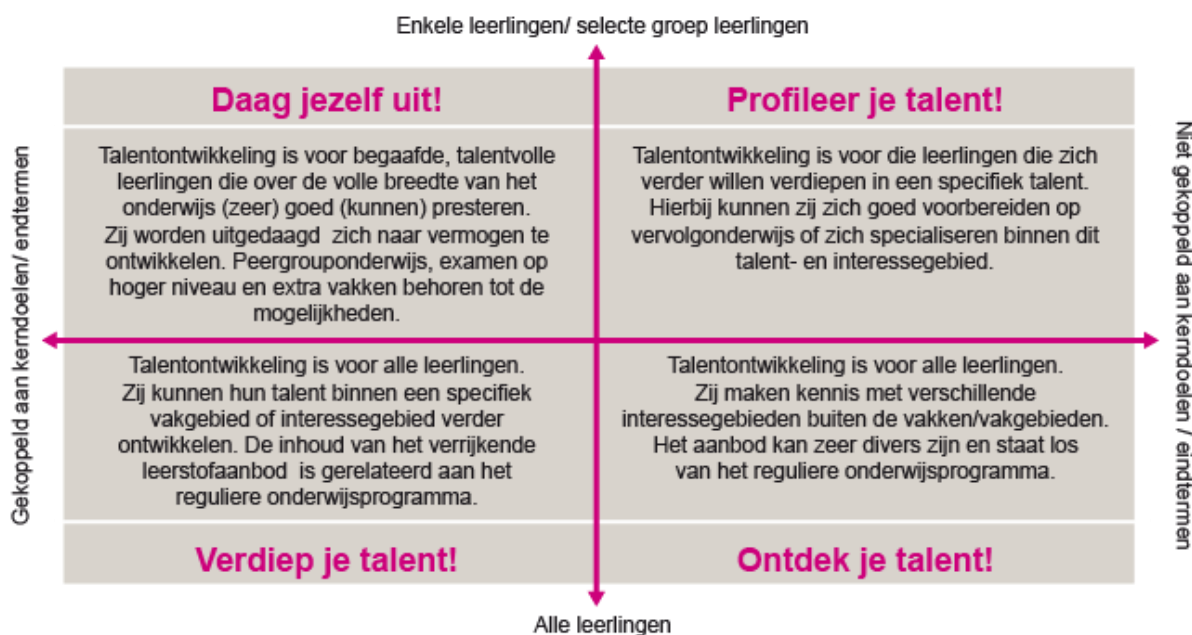 Enkele leerlingen/ selecte groep leerlingen
Daag jezelf uit!
Talentontwikkeling is voor begaafde, talentvolle
leerlingen die over de volle breedte van het
onderwijs (zeer) goed (kunnen) presteren.
Zij worden uitgedaagd zich naar vermogen te
ontwikkelen. Peergrouponderwijs, examen op
hoger niveau en extra vakken behoren tot de
mogelijkheden.
Profileer je talent!
Talentontwikkeling is voor die leerlingen die zich
verder willen verdiepen in een specifiek talent.
Hierbij kunnen zij zich goed voorbereiden op
vervolgonderwijs of zich specialiseren binnen dit
talent- en interessegebied.
Gekoppeld aan kerndoelen/ endtermen
Niet gekoppeld aan kerndoelen / eindtermen
Talentontwikkeling is voor alle leerlingen.
Zij kunnen hun talent binnen een specifiek
vakgebied of interessegebied verder
ontwikkelen. De inhoud van het verrijkende
leerstofaanbod is gerelateerd aan het
reguliere onderwijsprogramma.
Verdiep je talent!
Talentontwikkeling is voor alle leerlingen.
Zij maken kennis met verschillende
interessegebieden buiten de vakken/vakgebieden.
Het aanbod kan zeer divers zijn en staat los
van het reguliere onderwijsprogramma.
Ontdek je talent!
Alle leerlingen